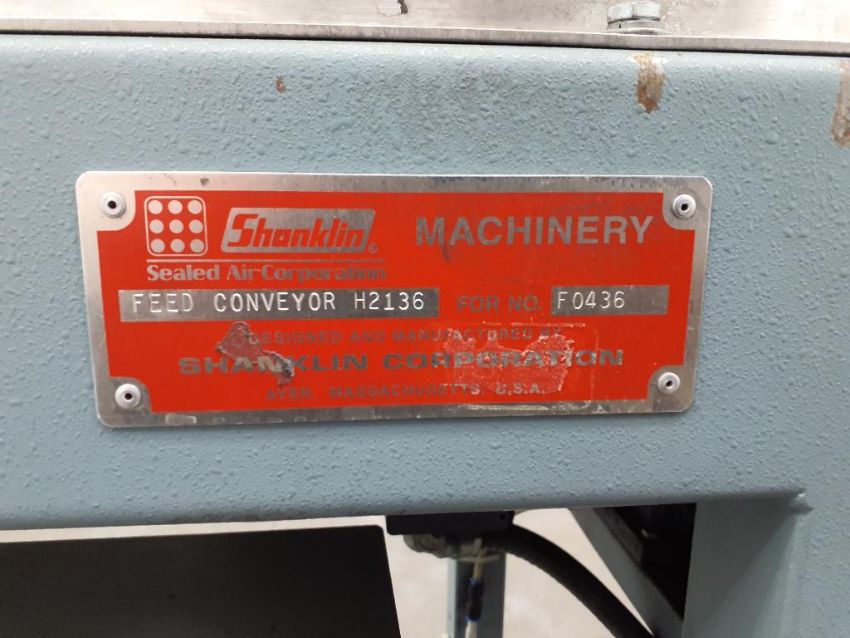 Shanklin® MACHINERY
Sealed Air Corporation
FEED CONVEYOR H2136 FOR NO. F0436
DESIGNED AND MANUFACTURED BY
SHANKLIN CORPORATION
AYER, MASSACHUSETTS, U.S.A.